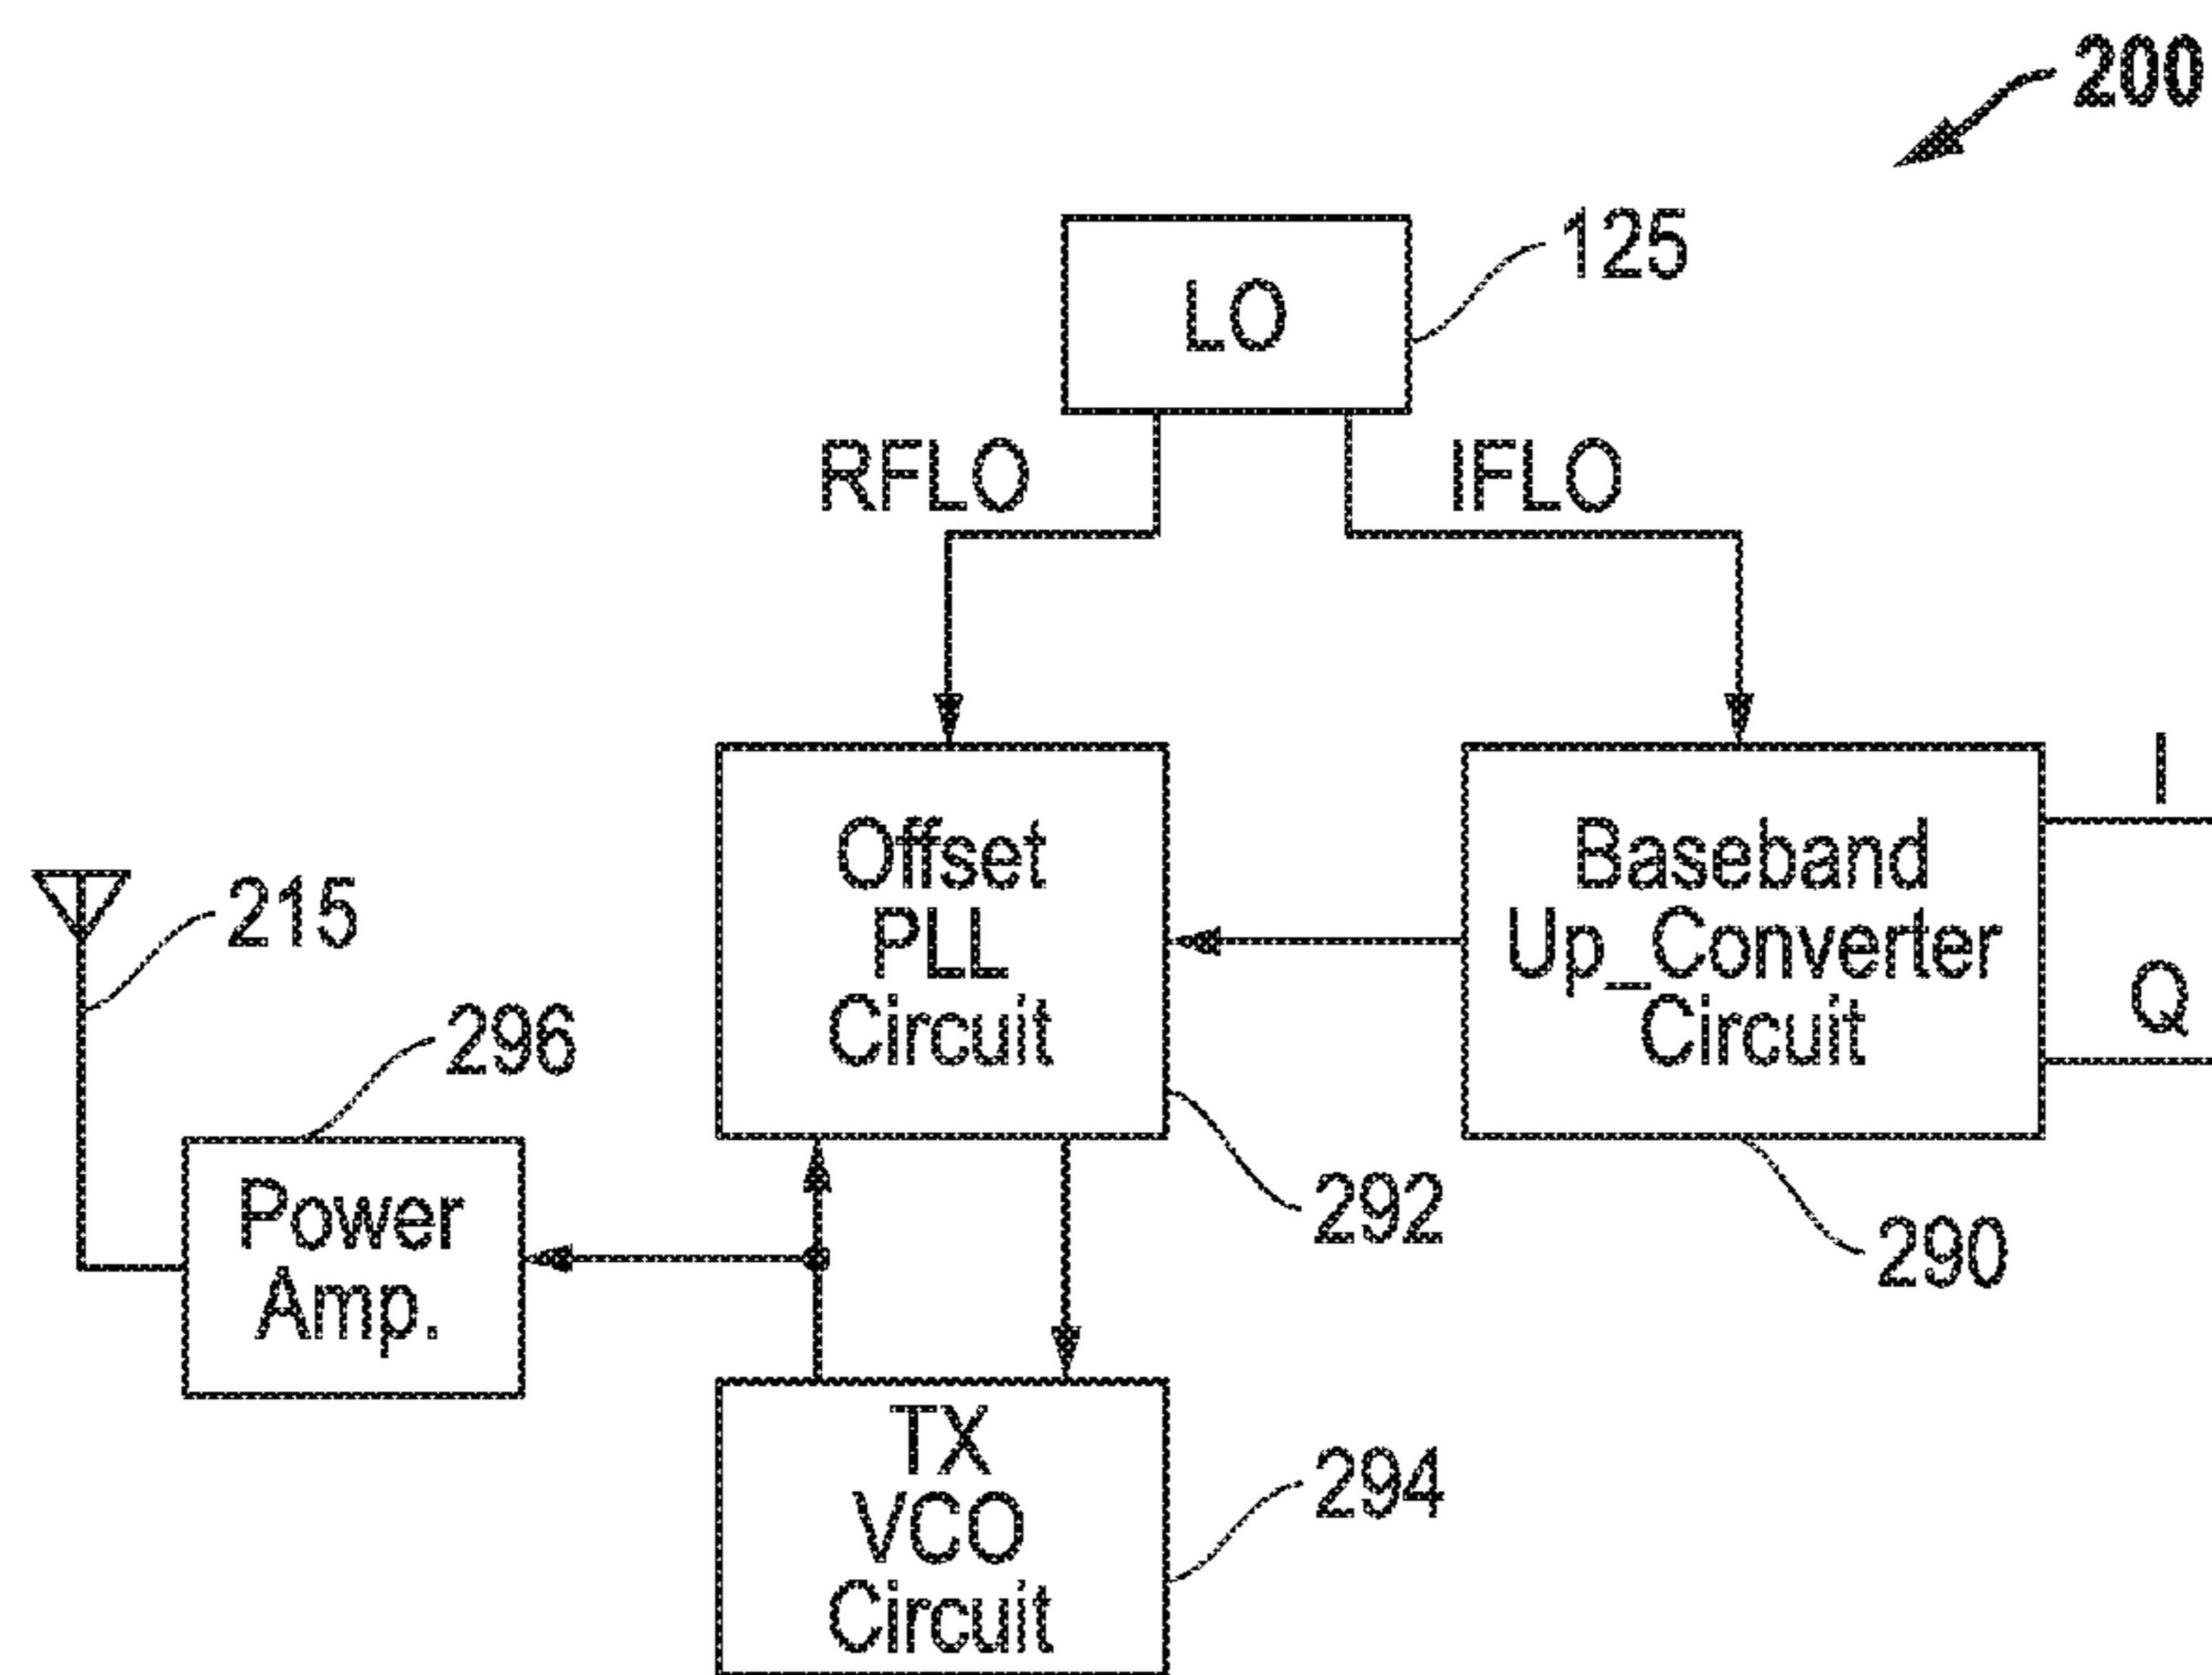 200
125
LO
RFLO
IFLO
I
Offset
PLL
Circuit
Baseband
Up_Converter
Circuit
215
Q
296
Power
Amp.
292
290
TX
VCO
Circuit
294